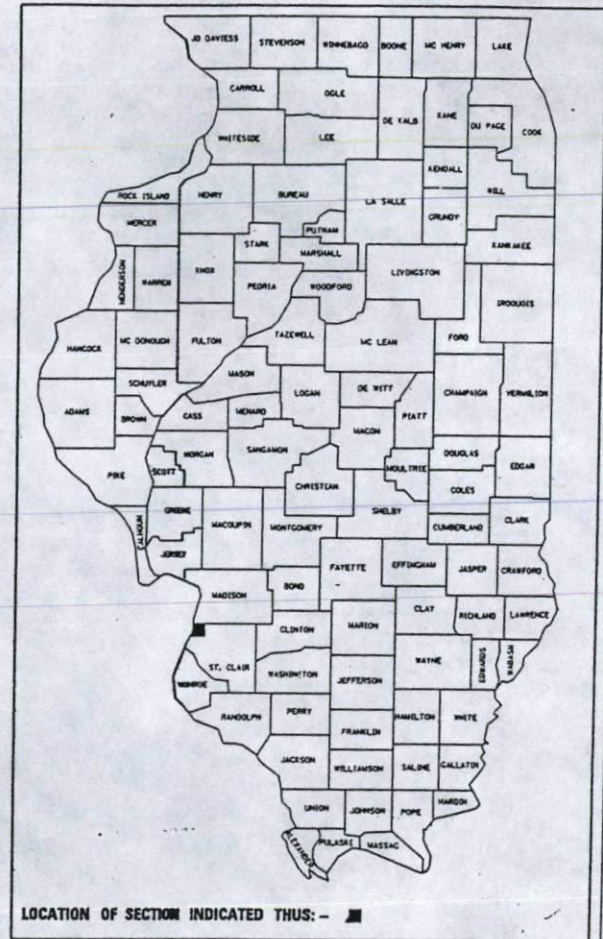 JO DAVIESS STEVENSON WINNEBAGO BOONE MC HENRY LAKE
CARROLL OGLE DE KALB KANE DU PAGE COOK
WHITESIDE LEE
KENDALL
ROCK ISLAND HENRY BUREAU LA SALLE GRUNDY WILL
MERCER PUTNAM
STARK MARSHALL KANKAKEE
HENDERSON WARREN KNOX PEORIA WOODFORD LIVINGSTON
IROQUOIS
HANCOCK MC DONOUGH FULTON TAZEWELL MC LEAN FORD
MASON
SCHUYLER LOGAN DE WITT CHAMPAIGN VERMILION
ADAMS BROWN CASS MENARD PIATT
MACON
MORGAN SANGAMON DOUGLAS
PIKE SCOTT MOULTRIE EDGAR
CHRISTIAN COLES
GREENE SHELBY
CALHOUN MACOUPIN MONTGOMERY CUMBERLAND CLARK
JERSEY FAYETTE EFFINGHAM JASPER CRAWFORD
MADISON BOND
CLAY RICHLAND LAWRENCE
CLINTON MARION
ST. CLAIR WAYNE EDWARDS WABASH
MONROE WASHINGTON JEFFERSON
RANDOLPH PERRY HAMILTON WHITE
FRANKLIN
JACKSON WILLIAMSON SALINE GALLATIN
UNION JOHNSON POPE HARDIN
ALEXANDER PULASKI MASSAC
LOCATION OF SECTION INDICATED THUS: -